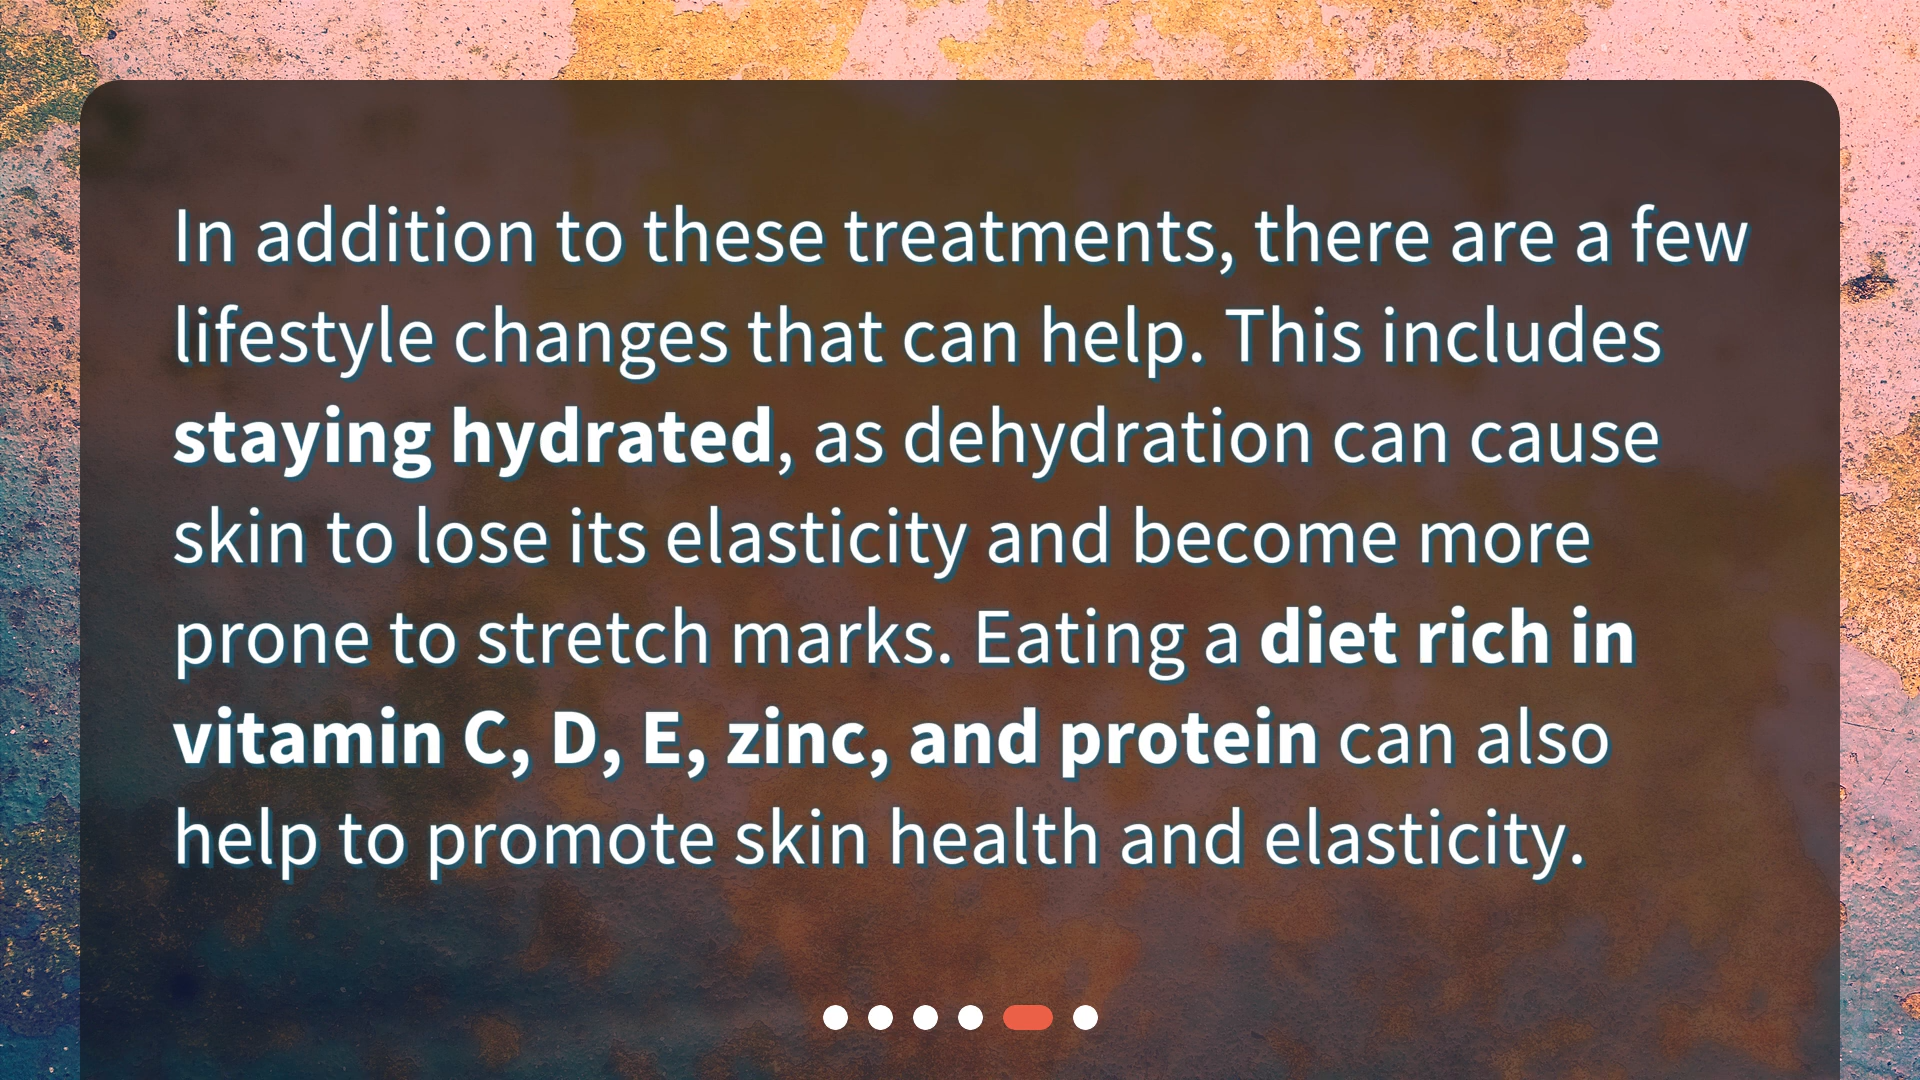 In addition to these treatments, there are a few
lifestyle changes that can help. This includes
staying hydrated, as dehydration can cause
skin to lose its elasticity and become more
prone to stretch marks. Eating a diet rich in
vitamin C, D, E, zinc, and protein can also
help to promote skin health and elasticity.